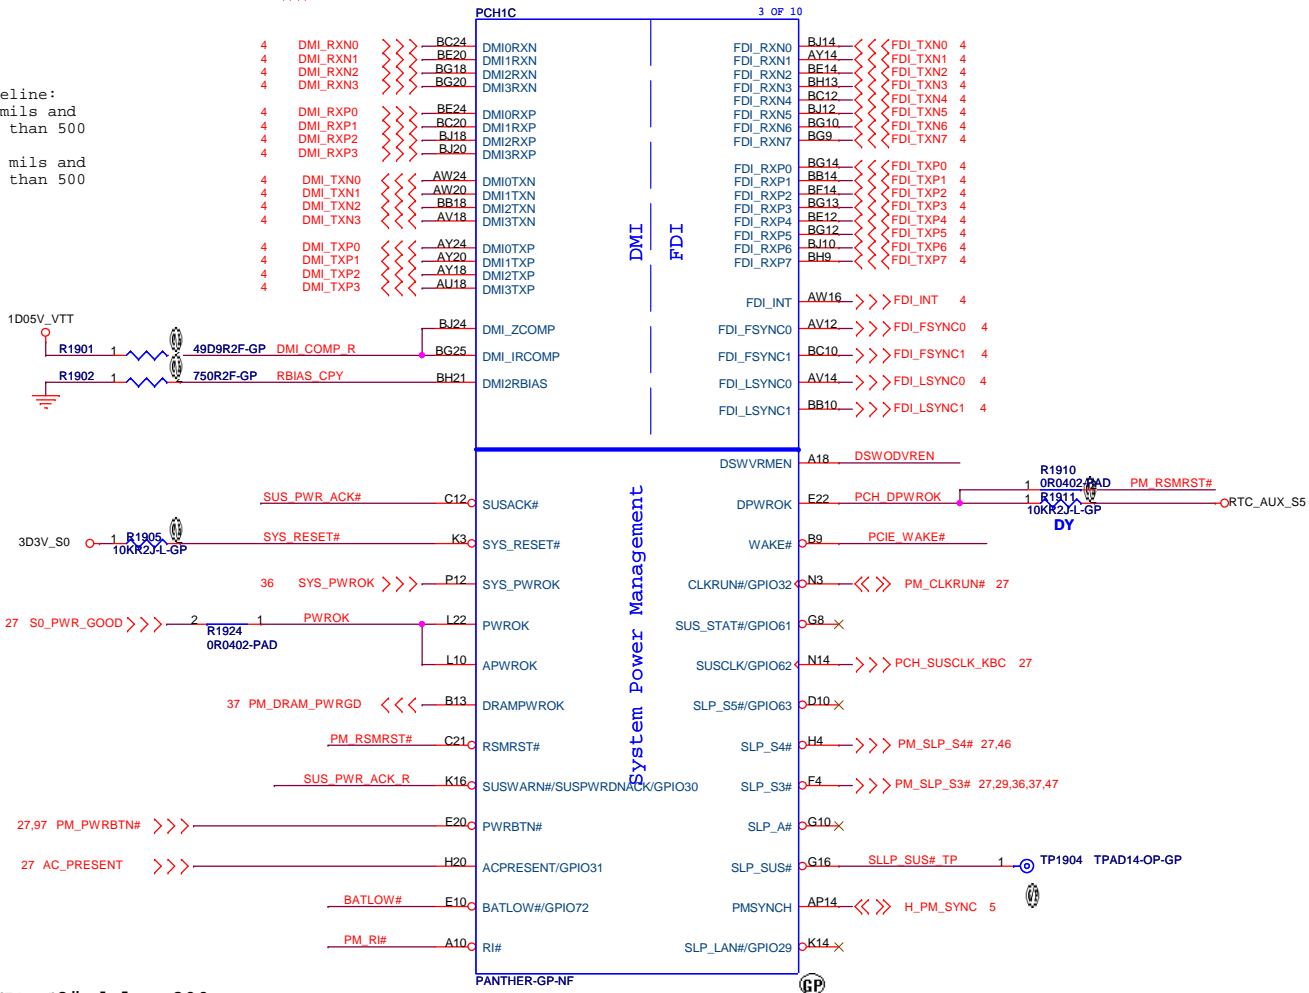 PCH1C 3 OF 10
4 DMI_RXN0 BC24 DMI0RXN
4 DMI_RXN1 BE20 DMI1RXN
4 DMI_RXN2 BG18 DMI2RXN
4 DMI_RXN3 BG20 DMI3RXN
4 DMI_RXP0 BE24 DMI0RXP
4 DMI_RXP1 BC20 DMI1RXP
4 DMI_RXP2 BJ18 DMI2RXP
4 DMI_RXP3 BJ20 DMI3RXP
4 DMI_TXN0 AW24 DMI0TXN
4 DMI_TXN1 AW20 DMI1TXN
4 DMI_TXN2 BB18 DMI2TXN
4 DMI_TXN3 AV18 DMI3TXN
4 DMI_TXP0 AY24 DMI0TXP
4 DMI_TXP1 AY20 DMI1TXP
4 DMI_TXP2 AY18 DMI2TXP
4 DMI_TXP3 AU18 DMI3TXP
eline:
mils and
than 500
mils and
than 500
1D05V_VTT
BJ24 DMI_ZCOMP
R1901 1 49D9R2F-GP DMI_COMP_R BG25 DMI_IRCOMP
R1902 1 750R2F-GP RBIAS_CPY BH21 DMI2RBIAS
DMI
FDI
FDI_RXN0 BJ14 FDI_TXN0 4
FDI_RXN1 AY14 FDI_TXN1 4
FDI_RXN2 BE14 FDI_TXN2 4
FDI_RXN3 BH13 FDI_TXN3 4
FDI_RXN4 BC12 FDI_TXN4 4
FDI_RXN5 BJ12 FDI_TXN5 4
FDI_RXN6 BG10 FDI_TXN6 4
FDI_RXN7 BG9 FDI_TXN7 4
FDI_RXP0 BG14 FDI_TXP0 4
FDI_RXP1 BB14 FDI_TXP1 4
FDI_RXP2 BF14 FDI_TXP2 4
FDI_RXP3 BG13 FDI_TXP3 4
FDI_RXP4 BE12 FDI_TXP4 4
FDI_RXP5 BG12 FDI_TXP5 4
FDI_RXP6 BJ10 FDI_TXP6 4
FDI_RXP7 BH9 FDI_TXP7 4
FDI_INT AW16 FDI_INT 4
FDI_FSYNC0 AV12 FDI_FSYNC0 4
FDI_FSYNC1 BC10 FDI_FSYNC1 4
FDI_LSYNC0 AV14 FDI_LSYNC0 4
FDI_LSYNC1 BB10 FDI_LSYNC1 4
System Power Management
SUS_PWR_ACK# C12 SUSACK#
3D3V_S0 1 R1905 10KR2J-L-GP SYS_RESET# K3 SYS_RESET#
36 SYS_PWROK P12 SYS_PWROK
27 S0_PWR_GOOD 2 R1924 0R0402-PAD 1 PWROK L22 PWROK
L10 APWROK
37 PM_DRAM_PWRGD B13 DRAMPWROK
PM_RSMRST# C21 RSMRST#
SUS_PWR_ACK_R K16 SUSWARN#/SUSPWRDNACK/GPIO30
27,97 PM_PWRBTN# E20 PWRBTN#
27 AC_PRESENT H20 ACPRESENT/GPIO31
BATLOW# E10 BATLOW#/GPIO72
PM_RI# A10 RI#
DSWVRMEN A18 DSWODVREN
R1910
1 0R0402-PAD PM_RSMRST#
DPWROK E22 PCH_DPWROK 1 R1911 10KR2J-L-GP RTC_AUX_S5
DY
WAKE# B9 PCIE_WAKE#
CLKRUN#/GPIO32 N3 PM_CLKRUN# 27
SUS_STAT#/GPIO61 G8
SUSCLK/GPIO62 N14 PCH_SUSCLK_KBC 27
SLP_S5#/GPIO63 D10
SLP_S4# H4 PM_SLP_S4# 27,46
SLP_S3# F4 PM_SLP_S3# 27,29,36,37,47
SLP_A# G10
SLP_SUS# G16 SLLP_SUS#_TP 1 TP1904 TPAD14-OP-GP
PMSYNCH AP14 H_PM_SYNC 5
SLP_LAN#/GPIO29 K14
PANTHER-GP-NF
GP